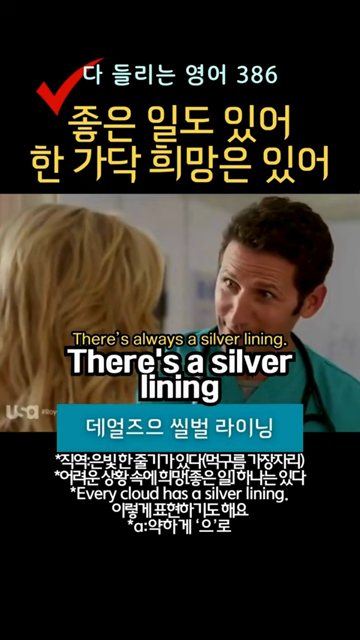 다 들리는 영어 386
좋은 일도 있어
한 가닥 희망은 있어
There's always a silver lining.
There's a silver
lining
usa
데얼즈으 씰벌 라이닝
*직역:은빛 한 줄기가 있다(먹구름 가장자리)
*어려운 상황 속에 희망[좋은 일] 하나는 있다
*Every cloud has a silver lining.
이렇게 표현하기도 해요
*a:약하게 '으'로